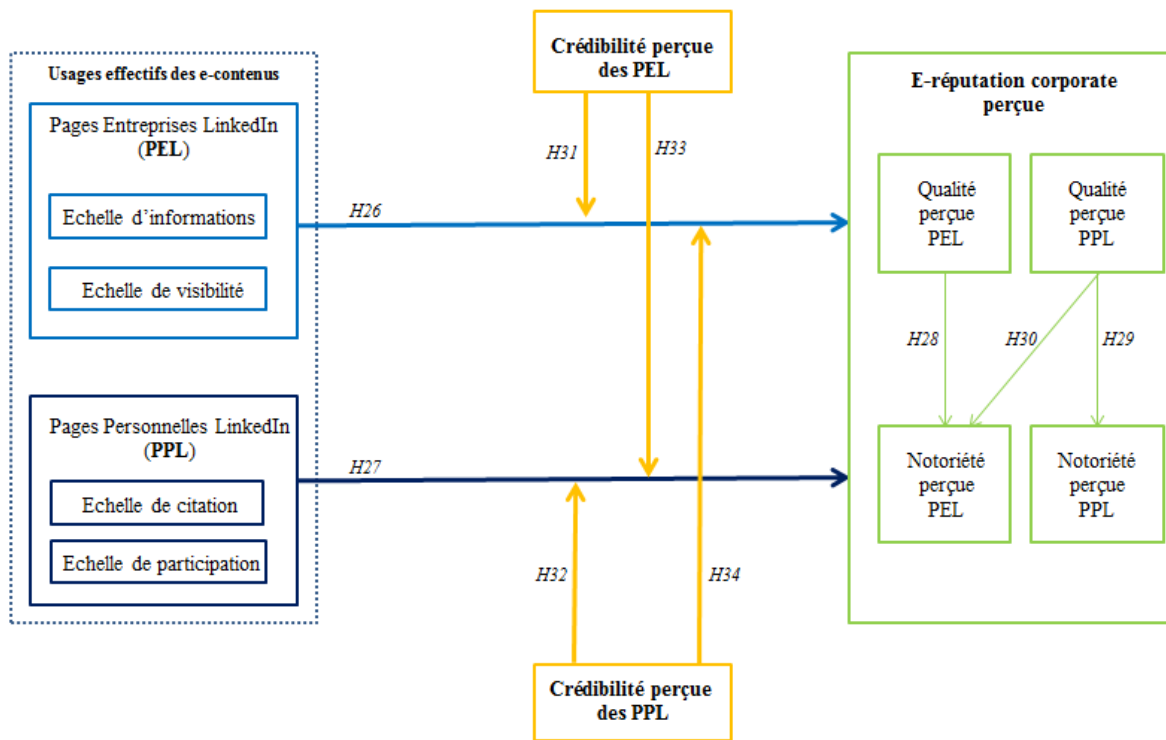 Usages effectifs des e-contenus
Pages Entreprises LinkedIn
(PEL)
Echelle d'informations
Echelle de visibilité
Pages Personnelles LinkedIn
(PPL)
Echelle de citation
Echelle de participation
Crédibilité perçue
des PEL
H31
H33
H26
H27
H32
H34
Crédibilité perçue
des PPL
E-réputation corporate
perçue
Qualité
perçue
PEL
Qualité
perçue
PPL
H28
H30
H29
Notoriété
perçue
PEL
Notoriété
perçue
PPL